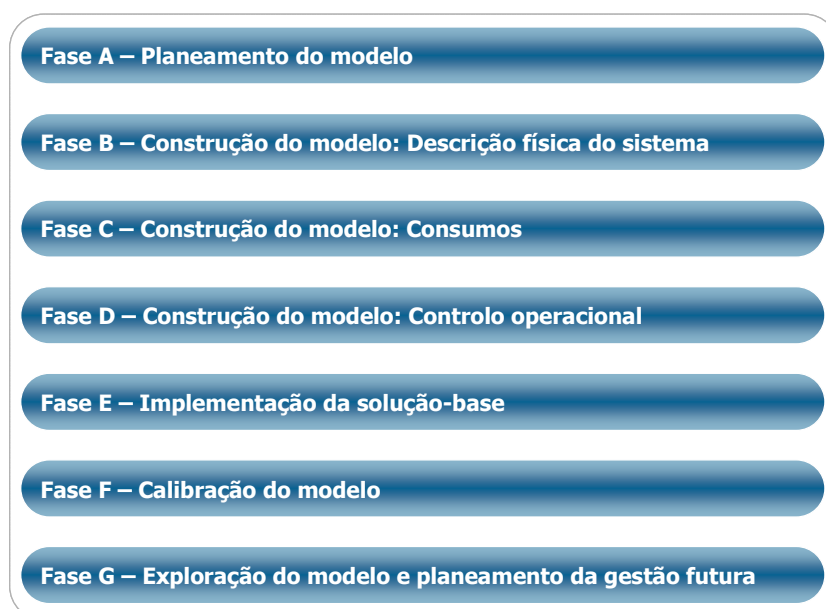 Fase A – Planeamento do modelo
Fase B – Construção do modelo: Descrição física do sistema
Fase C – Construção do modelo: Consumos
Fase D – Construção do modelo: Controlo operacional
Fase E – Implementação da solução-base
Fase F – Calibração do modelo
Fase G – Exploração do modelo e planeamento da gestão futura